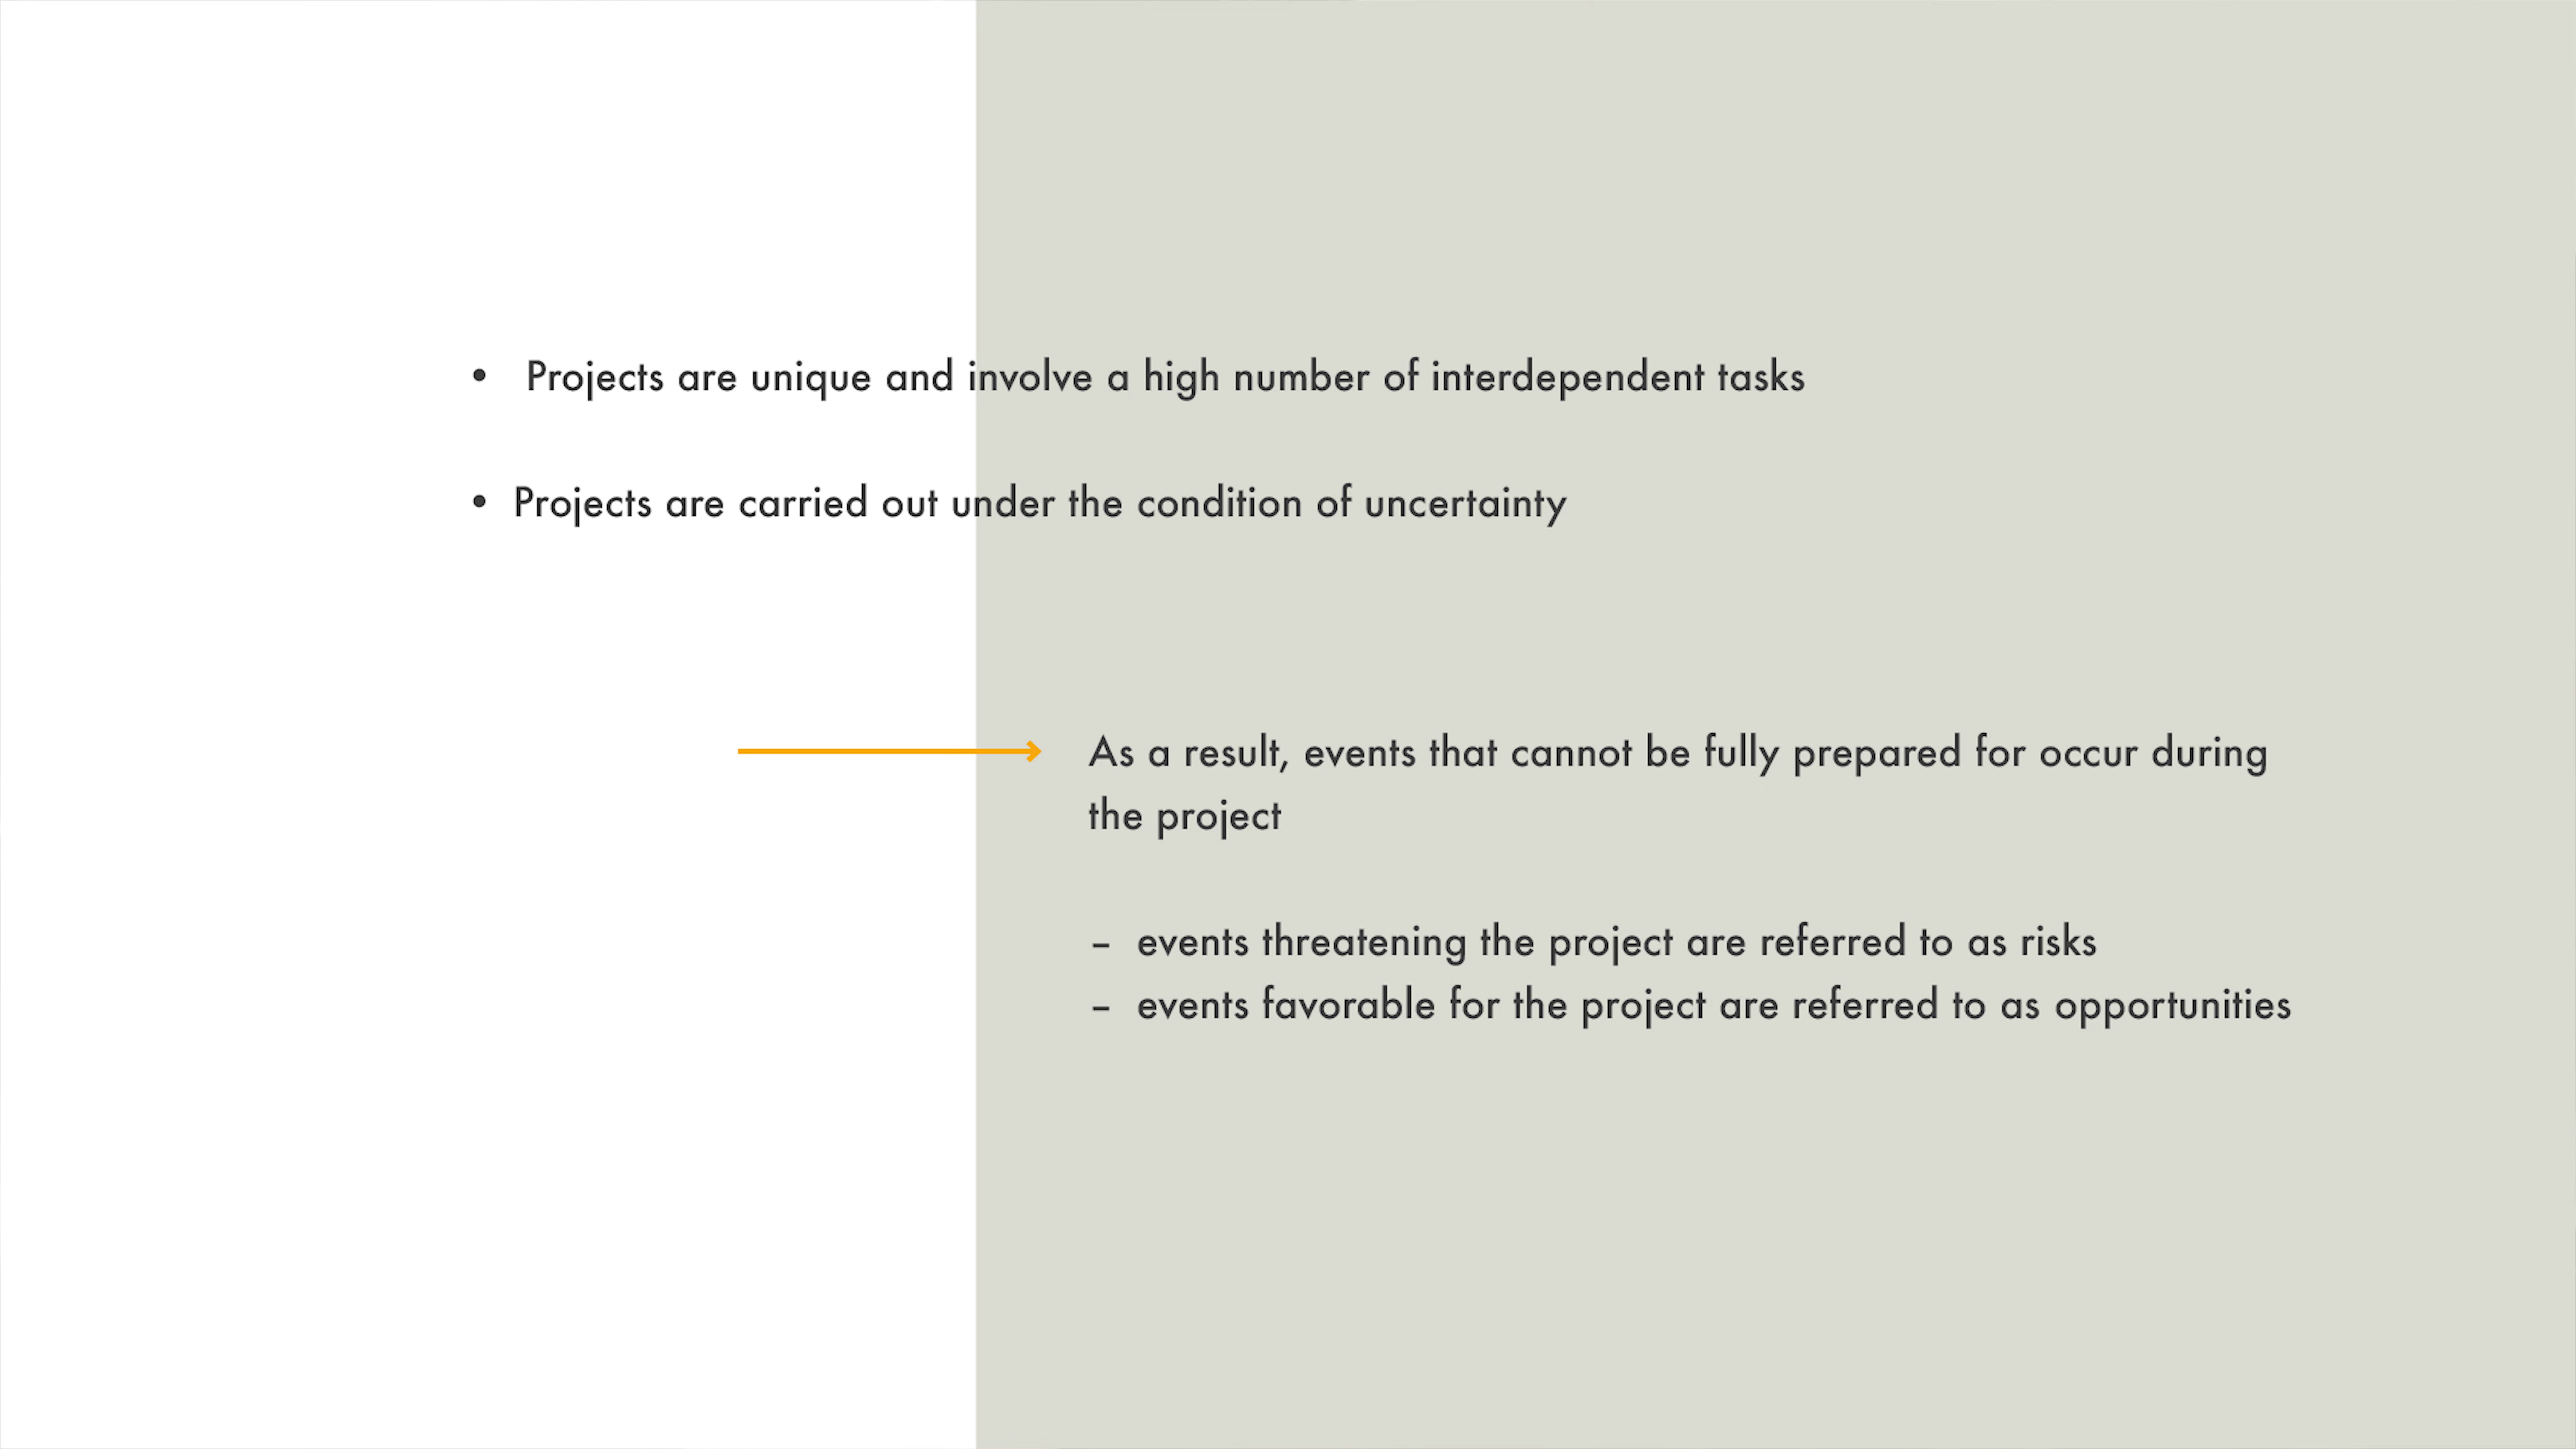 • Projects are unique and involve a high number of interdependent tasks
• Projects are carried out under the condition of uncertainty
As a result, events that cannot be fully prepared for occur during
the project
– events threatening the project are referred to as risks
– events favorable for the project are referred to as opportunities